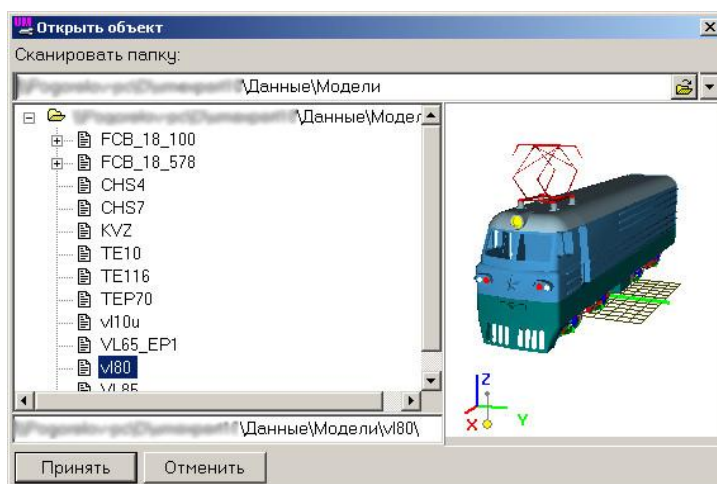 Открыть объект
Сканировать папку:
\Данные\Модели
\Данные\Модел
FCB_18_100
FCB_18_578
CHS4
CHS7
KVZ
TE10
TE116
TEP70
vl10u
VL65_EP1
vl80
VL85
Z
X
Y
\Данные\Модели\vl80\
Принять
Отменить